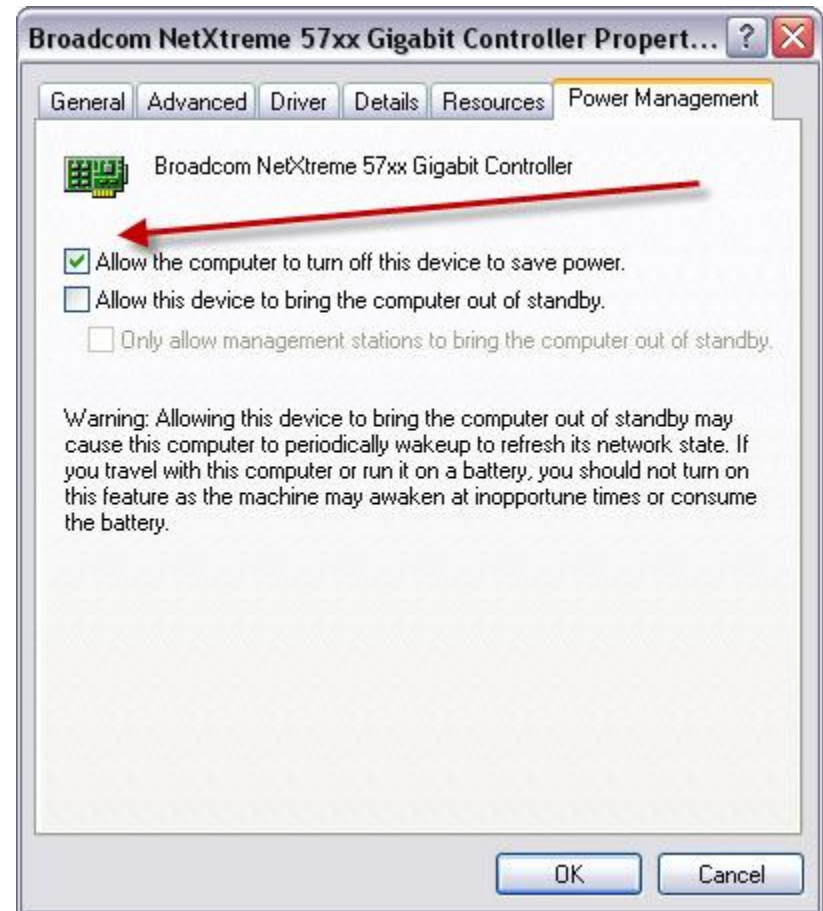 Broadcom NetXtreme 57xx Gigabit Controller Propert...
General Advanced Driver Details Resources Power Management
Broadcom NetXtreme 57xx Gigabit Controller
Allow the computer to turn off this device to save power.
Allow this device to bring the computer out of standby.
Only allow management stations to bring the computer out of standby.
Warning: Allowing this device to bring the computer out of standby may
cause this computer to periodically wakeup to refresh its network state. If
you travel with this computer or run it on a battery, you should not turn on
this feature as the machine may awaken at inopportune times or consume
the battery.
OK Cancel